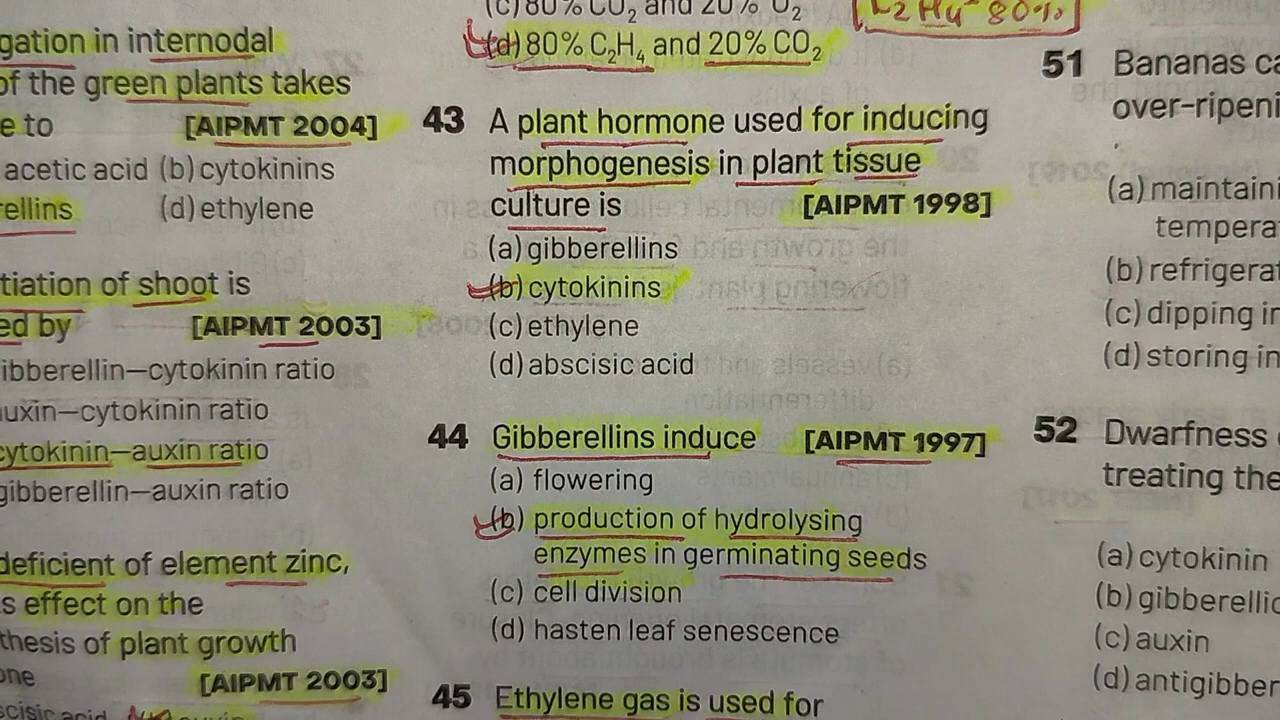 gation in internodal
of the green plants takes
e to [AIPMT 2004]
acetic acid (b) cytokinins
rellins (d) ethylene
tiation of shoot is
ed by [AIPMT 2003]
ibberellin–cytokinin ratio
auxin–cytokinin ratio
cytokinin–auxin ratio
gibberellin–auxin ratio
deficient of element zinc,
s effect on the
thesis of plant growth
one [AIPMT 2003]
scisic acid
(c) 80% CO₂ and 20% O₂
(d) 80% C₂H₄ and 20% CO₂
43 A plant hormone used for inducing
morphogenesis in plant tissue
culture is [AIPMT 1998]
(a) gibberellins
(b) cytokinins
(c) ethylene
(d) abscisic acid
44 Gibberellins induce [AIPMT 1997]
(a) flowering
(b) production of hydrolysing
enzymes in germinating seeds
(c) cell division
(d) hasten leaf senescence
45 Ethylene gas is used for
51 Bananas ca
over-ripeni
(a) maintaini
tempera
(b) refrigerat
(c) dipping in
(d) storing in
52 Dwarfness
treating the
(a) cytokinin
(b) gibberellic
(c) auxin
(d) antigibber